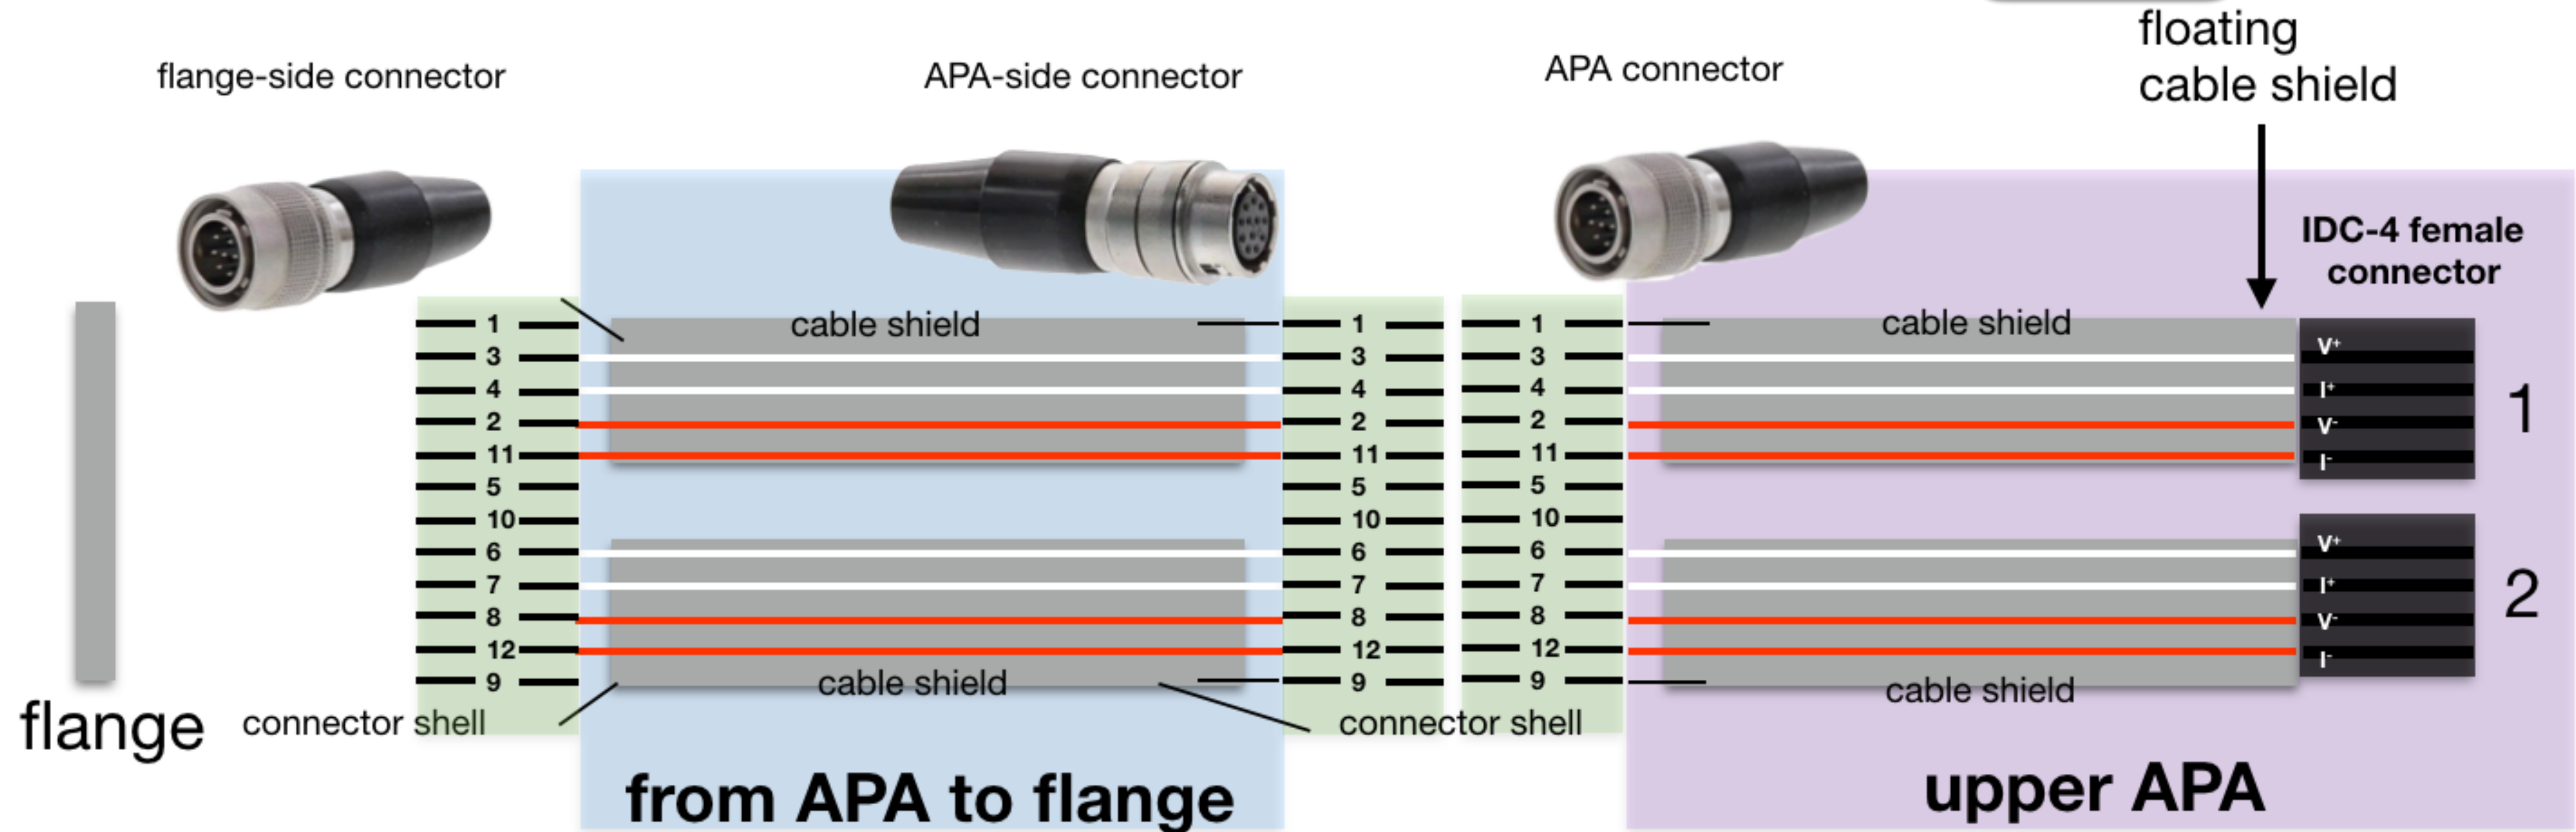 flange-side connector
APA-side connector
APA connector
floating
cable shield
IDC-4 female
connector
1
3
4
2
11
5
10
6
7
8
12
9
cable shield
cable shield
1
3
4
2
11
5
10
6
7
8
12
9
1
3
4
2
11
5
10
6
7
8
12
9
cable shield
cable shield
V+
I+
V-
I-
1
V+
I+
V-
I-
2
flange
connector shell
connector shell
from APA to flange
upper APA